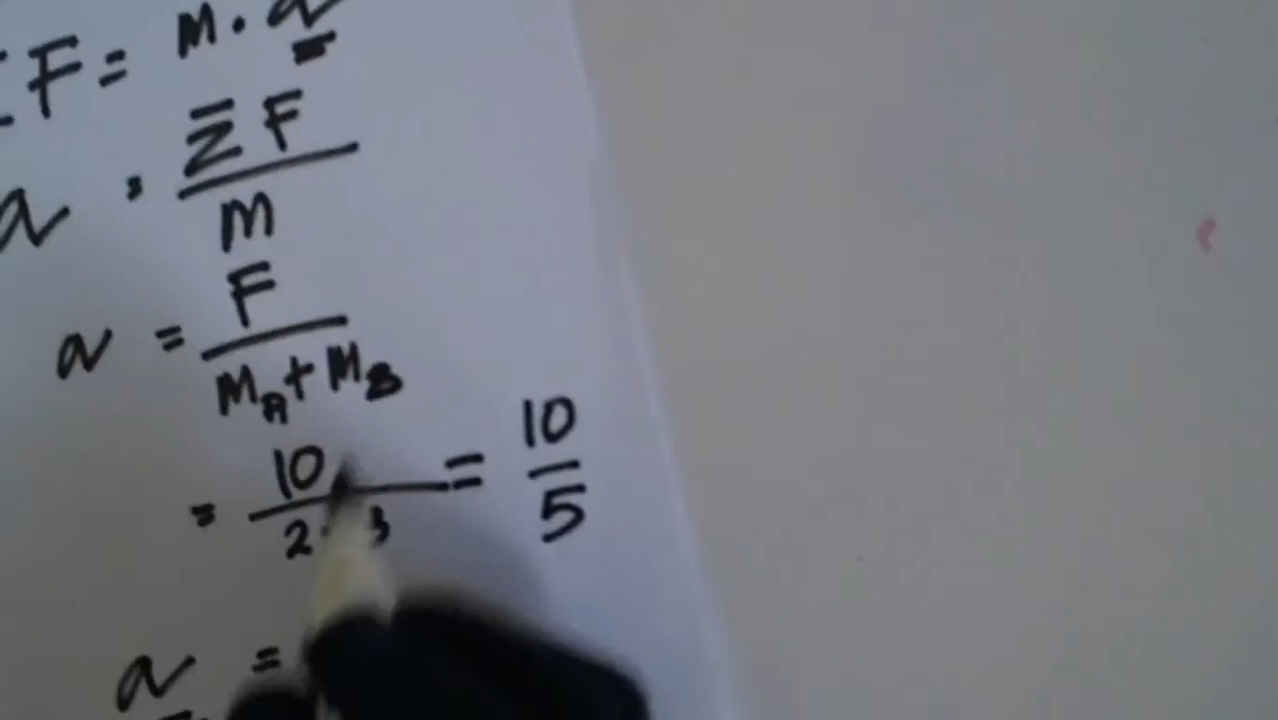 ΣF = m . a
a = ΣF / m
a = F / mA + mB
= 10 / 2 + 3 = 10 / 5
a =